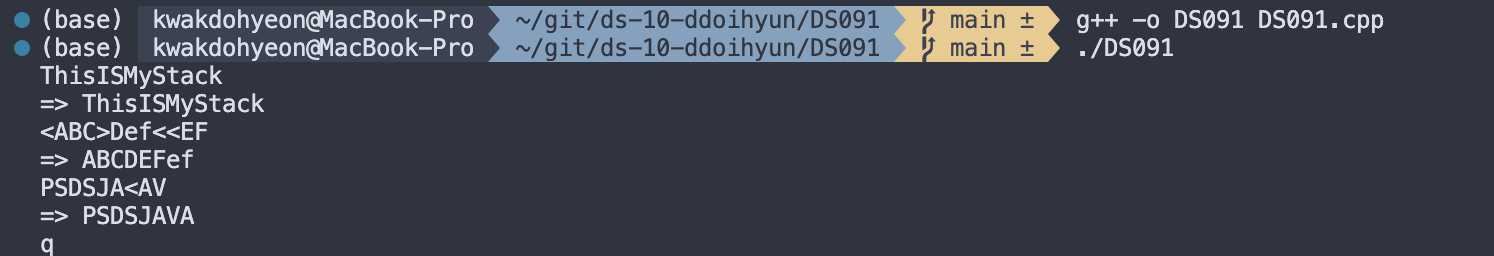 (base) kwakdohyeon@MacBook-Pro ~/git/ds-10-ddoihyun/DS091 main ± g++ -o DS091 DS091.cpp
(base) kwakdohyeon@MacBook-Pro ~/git/ds-10-ddoihyun/DS091 main ± ./DS091
ThisISMyStack
=> ThisISMyStack
<ABC>Def<<EF
=> ABCDEFef
PSDSJA<AV
=> PSDSJAVA
q